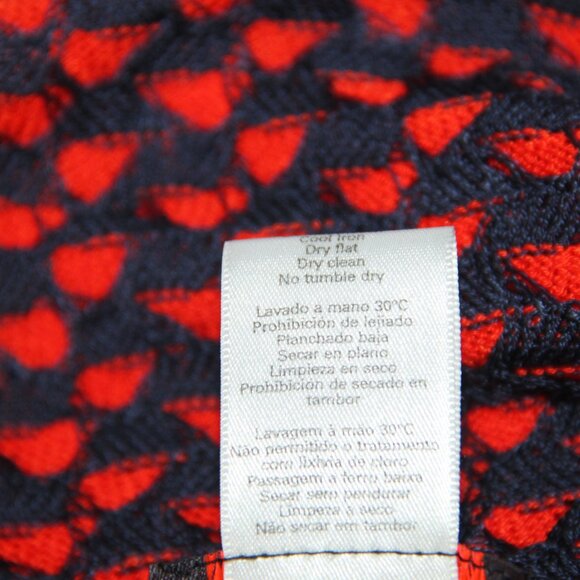 Cool Iron
Dry flat
Dry clean
No tumble dry
Lavado a mano 30°C
Prohibición de lejiado
Planchado baja
Secar en plano
Limpieza en seco
Prohibición de secado en
tambor
Lavagem à mão 30°C
Não permitido o tratamento
com lixivia de cloro
Passagem a ferro baixa
Secar sem pendurar
Limpeza a seco
Não secar em tambor